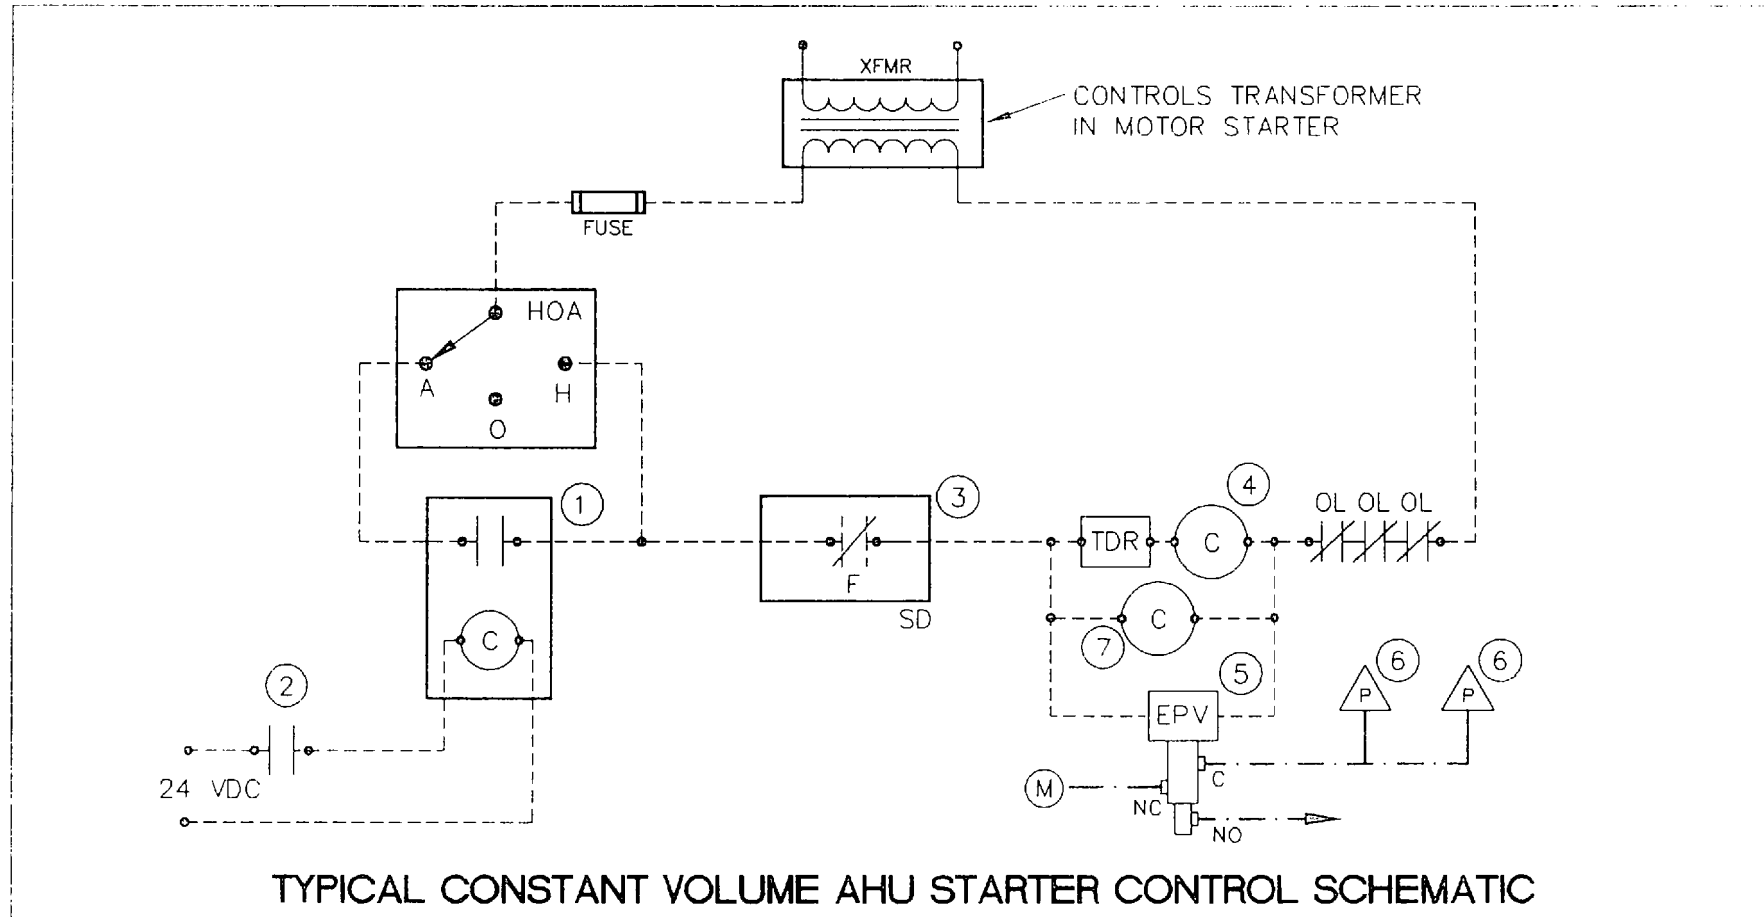 XFMR
CONTROLS TRANSFORMER
IN MOTOR STARTER
FUSE
HOA
A
H
O
1
3
4
OL OL OL
TDR
C
F
SD
C
7
C
2
5
6
6
P
P
EPV
24 VDC
M
NC
C
NO
TYPICAL CONSTANT VOLUME AHU STARTER CONTROL SCHEMATIC